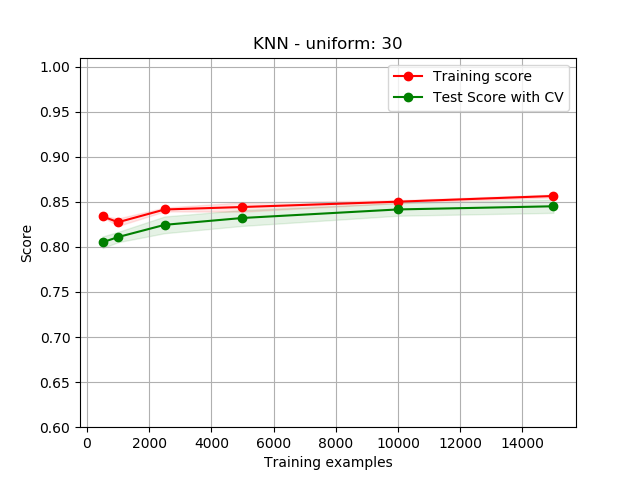 KNN - uniform: 30
Training score
Test Score with CV
1.00
0.95
0.90
0.85
0.80
0.75
0.70
0.65
0.60
Score
0 2000 4000 6000 8000 10000 12000 14000
Training examples